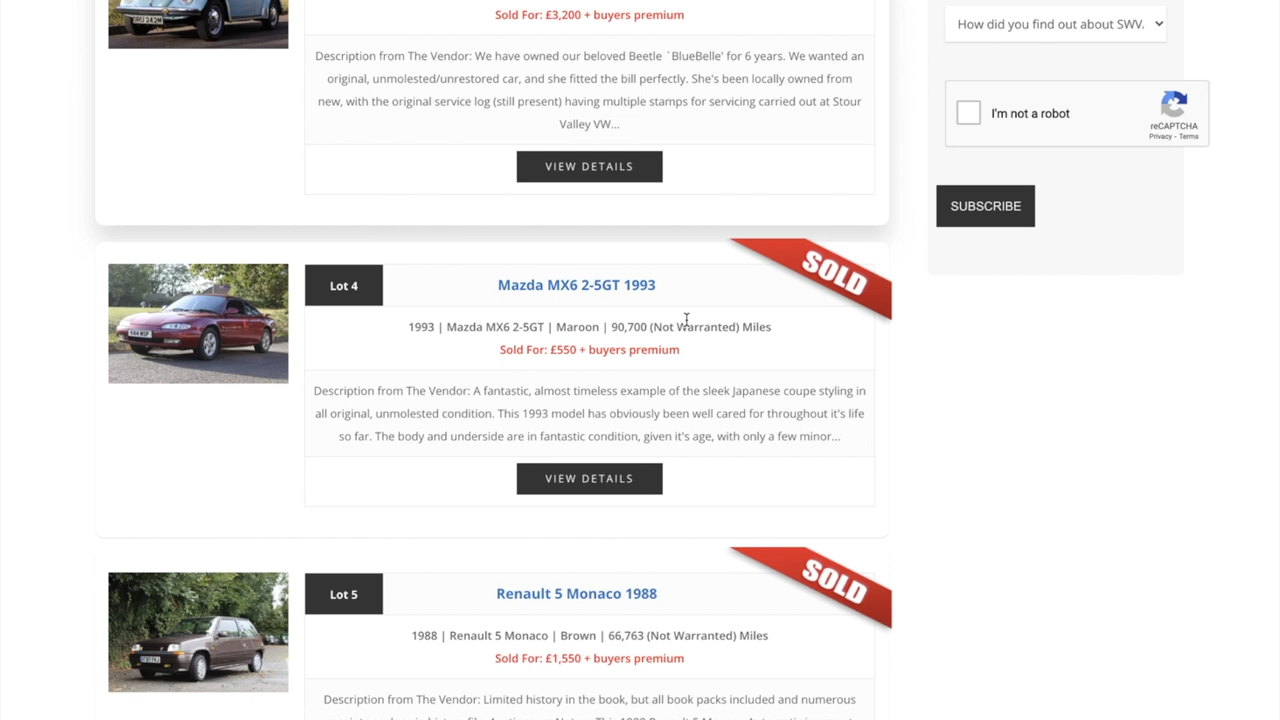 Sold For: £3,200 + buyers premium
Description from The Vendor: We have owned our beloved Beetle `BlueBelle' for 6 years. We wanted an
original, unmolested/unrestored car, and she fitted the bill perfectly. She's been locally owned from
new, with the original service log (still present) having multiple stamps for servicing carried out at Stour
Valley VW...
VIEW DETAILS
How did you find out about SWV
I'm not a robot
reCAPTCHA
Privacy - Terms
SUBSCRIBE
SOLD
Lot 4
Mazda MX6 2-5GT 1993
1993 | Mazda MX6 2-5GT | Maroon | 90,700 (Not Warranted) Miles
Sold For: £550 + buyers premium
Description from The Vendor: A fantastic, almost timeless example of the sleek Japanese coupe styling in
all original, unmolested condition. This 1993 model has obviously been well cared for throughout it's life
so far. The body and underside are in fantastic condition, given it's age, with only a few minor...
VIEW DETAILS
SOLD
Lot 5
Renault 5 Monaco 1988
1988 | Renault 5 Monaco | Brown | 66,763 (Not Warranted) Miles
Sold For: £1,550 + buyers premium
Description from The Vendor: Limited history in the book, but all book packs included and numerous